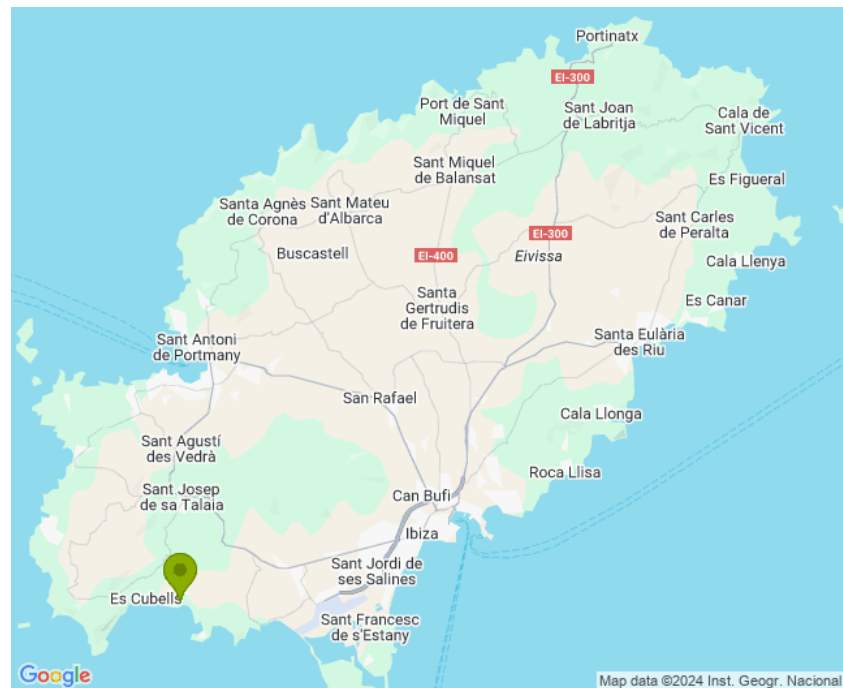 Portinatx
EI-300
Port de Sant
Miquel
Sant Joan
de Labritja
Cala de
Sant Vicent
Sant Miquel
de Balansat
Es Figueral
Santa Agnès
de Corona
Sant Mateu
d'Albarca
Sant Carles
de Peralta
EI-300
Buscastell
EI-400
Eivissa
Cala Llenya
Santa
Gertrudis
de Fruitera
Es Canar
Sant Antoni
de Portmany
Santa Eulària
des Riu
San Rafael
Cala Llonga
Sant Agustí
des Vedrà
Roca Llisa
Sant Josep
de sa Talaia
Can Bufi
Ibiza
Sant Jordi de
ses Salines
Es Cubells
Sant Francesc
de s'Estany
Google
Map data ©2024 Inst. Geogr. Nacional